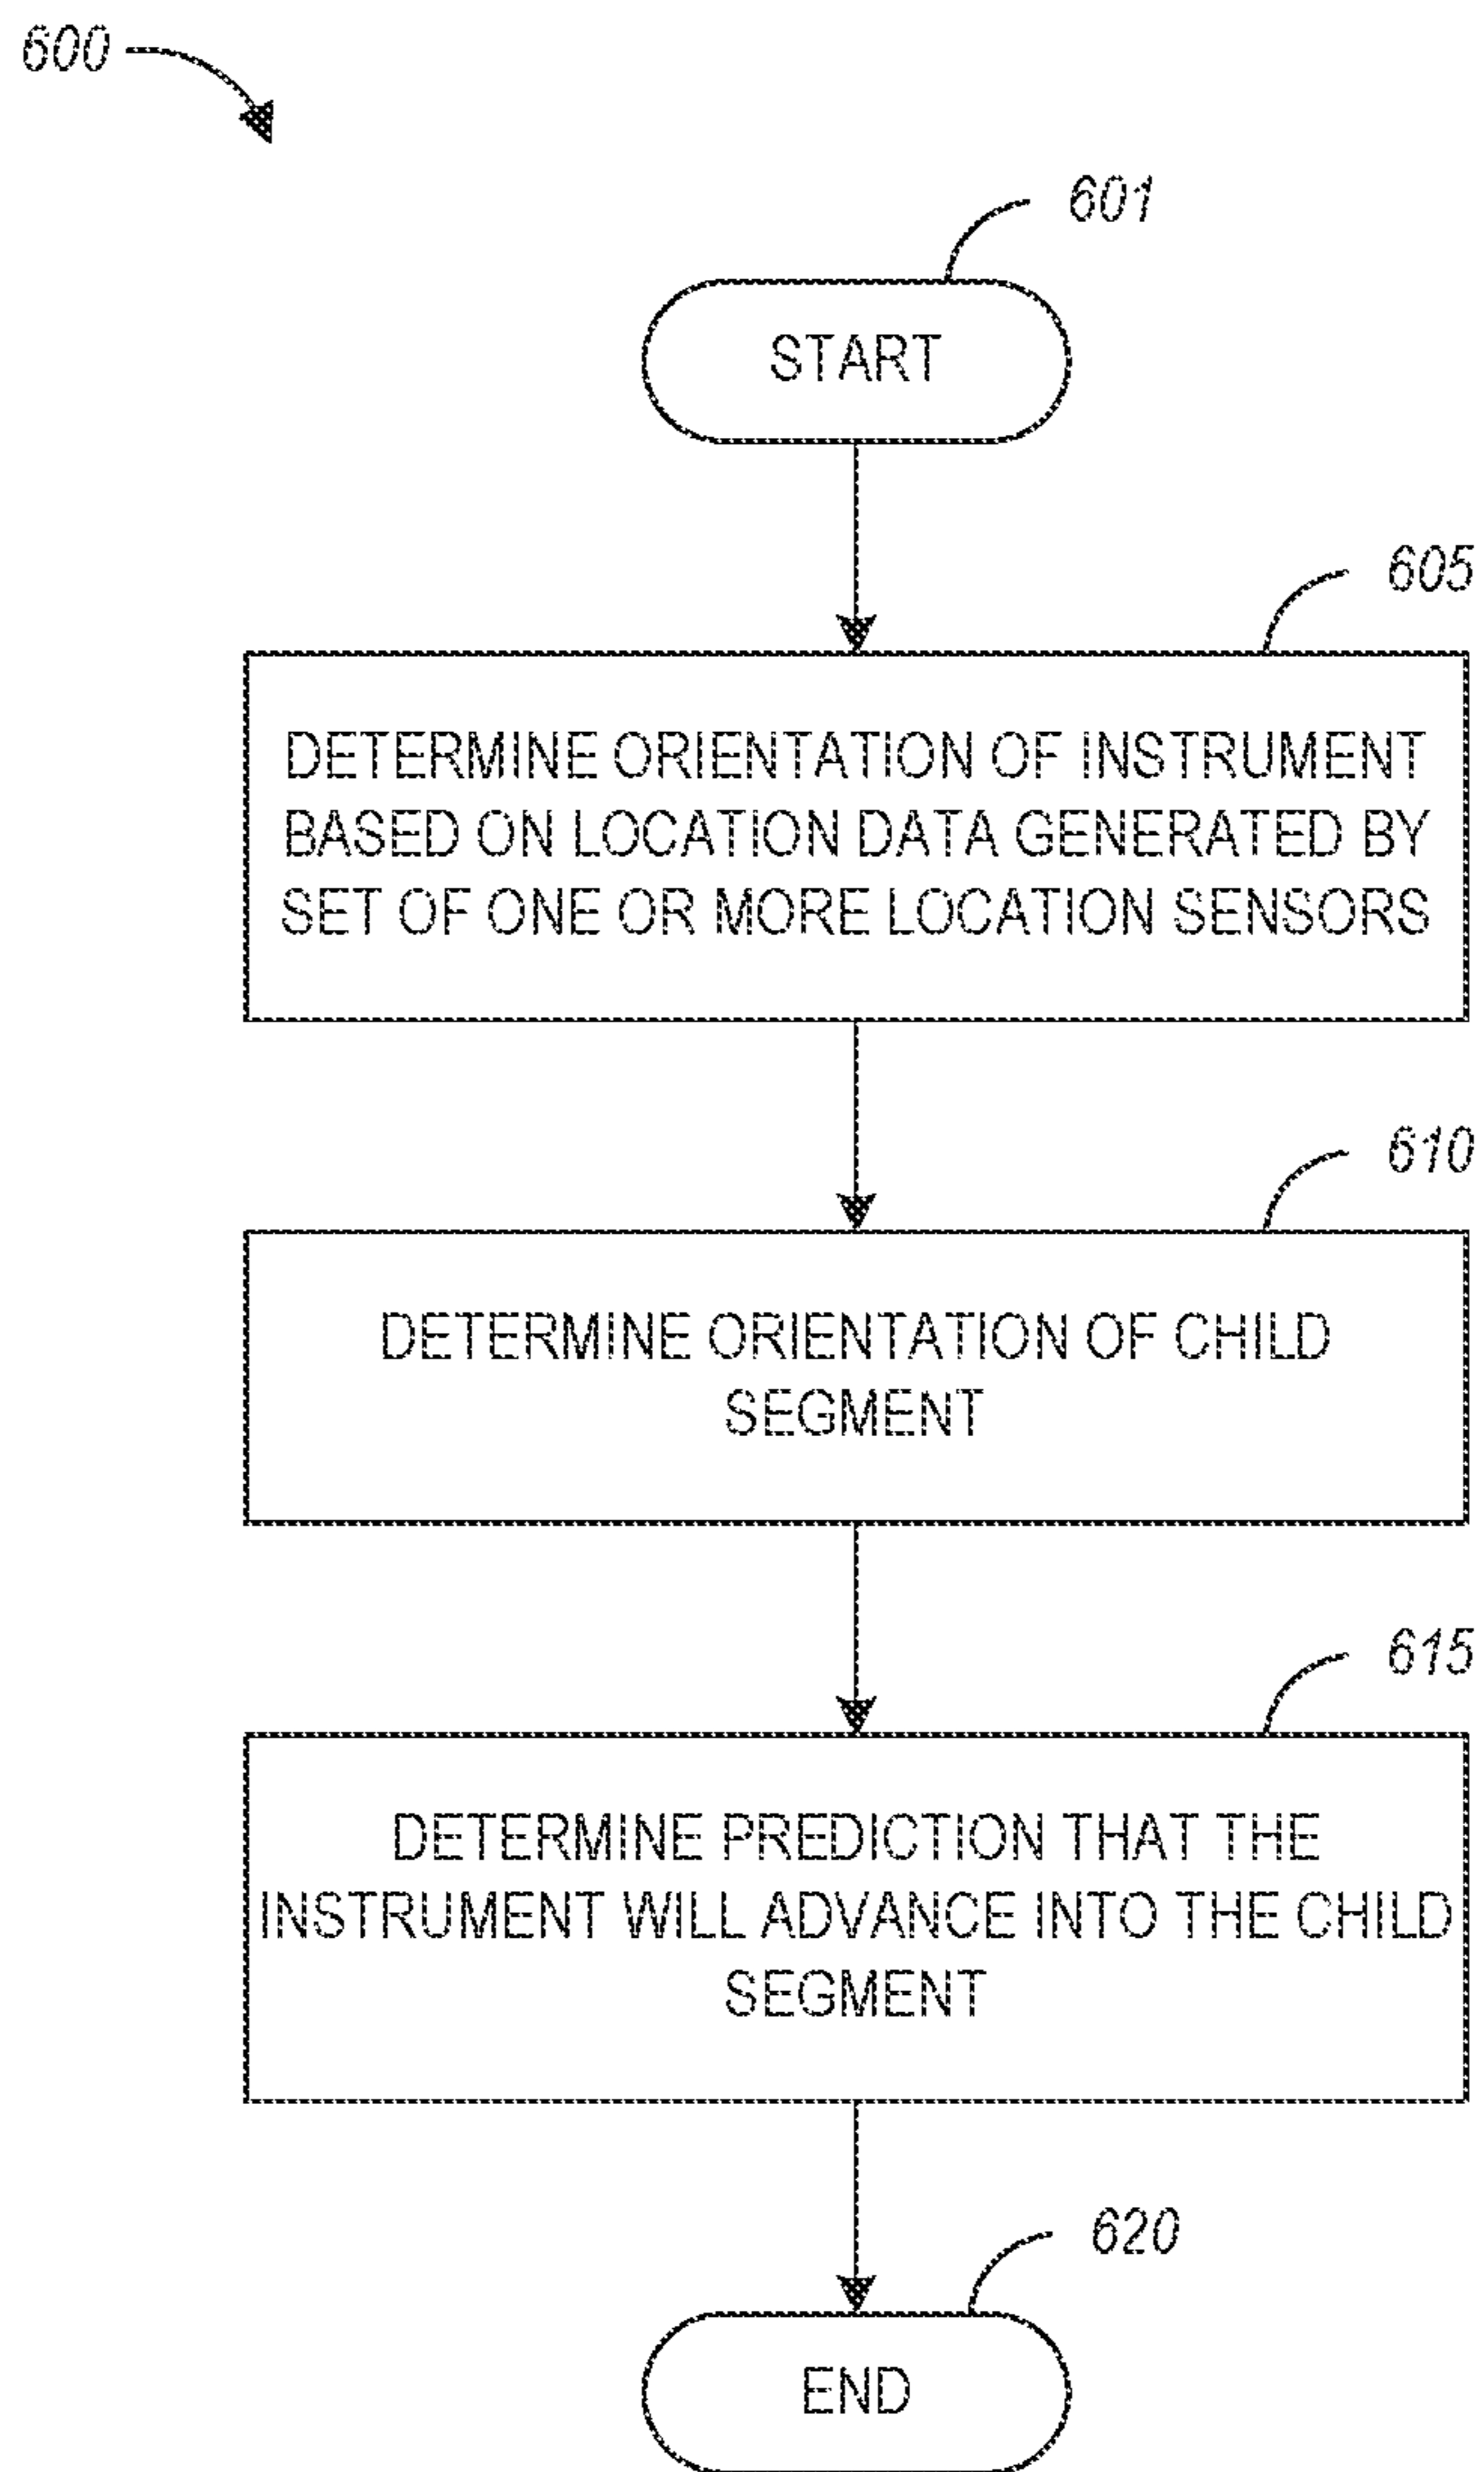 600
601
START
605
DETERMINE ORIENTATION OF INSTRUMENT
BASED ON LOCATION DATA GENERATED BY
SET OF ONE OR MORE LOCATION SENSORS
610
DETERMINE ORIENTATION OF CHILD
SEGMENT
615
DETERMINE PREDICTION THAT THE
INSTRUMENT WILL ADVANCE INTO THE CHILD
SEGMENT
620
END